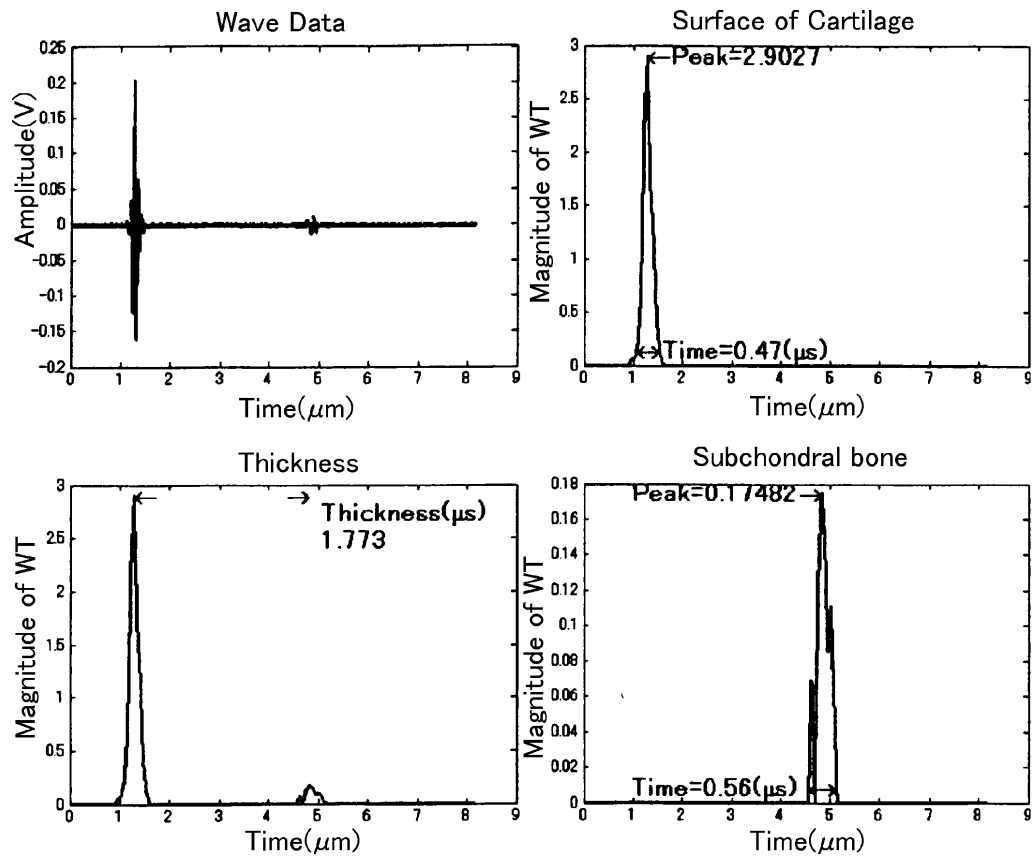 Wave Data
0.25
0.2
0.15
0.1
0.05
0
-0.05
-0.1
-0.15
-0.2
Amplitude(V)
0 1 2 3 4 5 6 7 8 9
Time(μm)
Surface of Cartilage
3
2.5
2
1.5
1
0.5
0
Magnitude of WT
Peak=2.9027
Time=0.47(μs)
0 1 2 3 4 5 6 7 8 9
Time(μm)
Thickness
3
2.5
2
1.5
1
0.5
0
Magnitude of WT
Thickness(μs)
1.773
0 1 2 3 4 5 6 7 8 9
Time(μm)
Subchondral bone
0.18
0.16
0.14
0.12
0.1
0.08
0.06
0.04
0.02
0
Magnitude of WT
Peak=0.17482
Time=0.56(μs)
0 1 2 3 4 5 6 7 8 9
Time(μm)